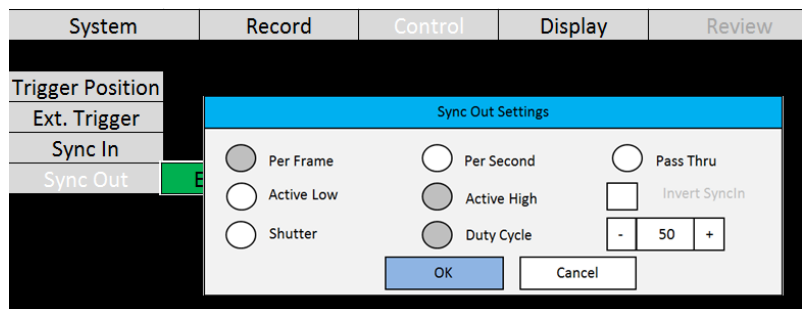 System Record Control Display Review
Trigger Position
Ext. Trigger
Sync In
Sync Out E
Sync Out Settings
Per Frame Per Second Pass Thru
Active Low Active High Invert SyncIn
Shutter Duty Cycle - 50 +
OK Cancel